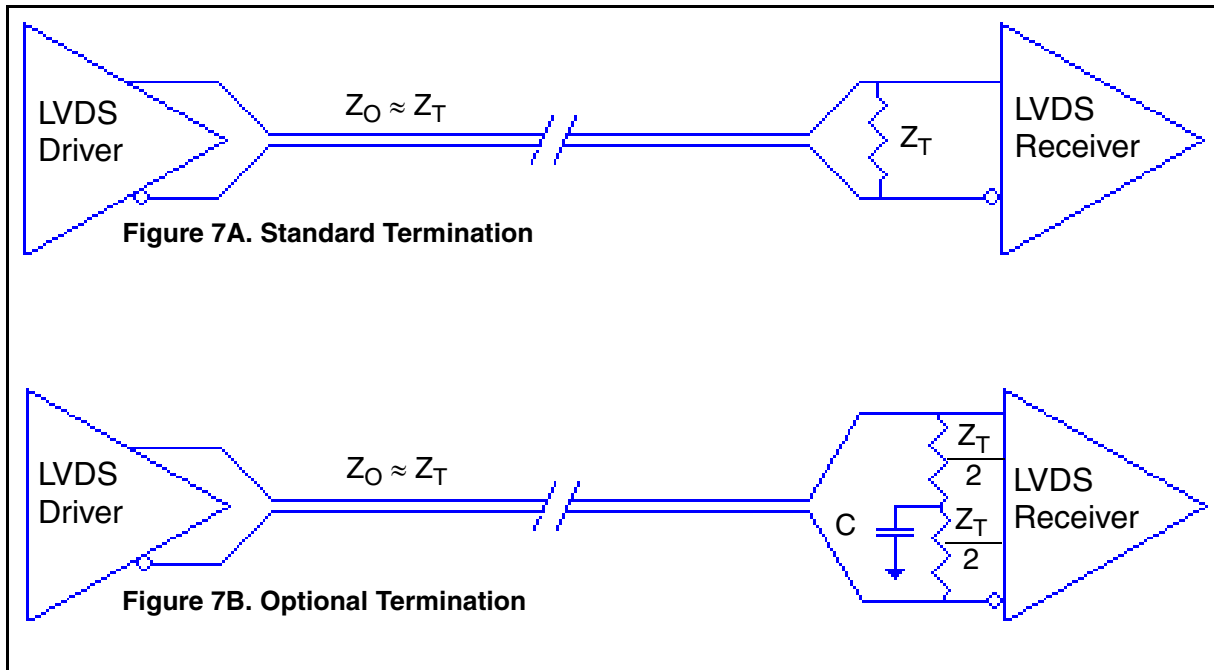 LVDS
Driver
Z_O ≈ Z_T
Z_T
LVDS
Receiver
Figure 7A. Standard Termination
LVDS
Driver
Z_O ≈ Z_T
C
Z_T
2
Z_T
2
LVDS
Receiver
Figure 7B. Optional Termination